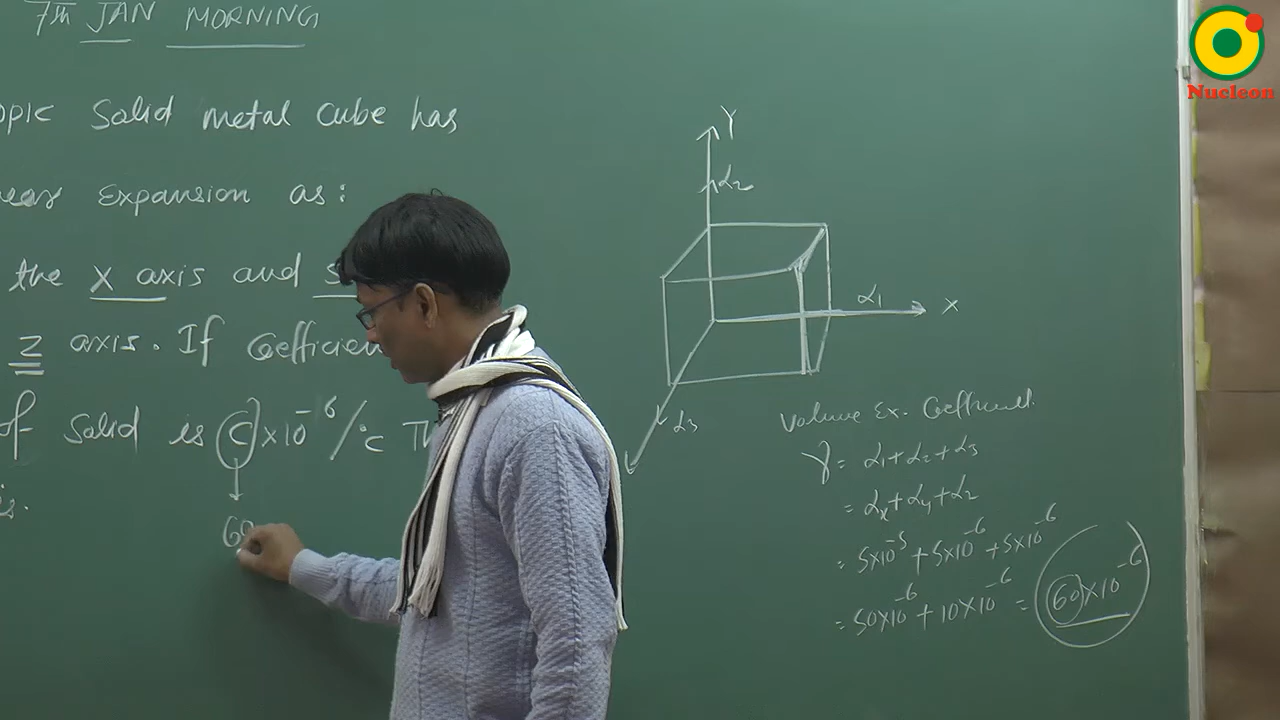 7th JAN MORNING
opic Solid metal cube has
near Expansion as:
the X axis and s
Z axis. If Coefficien
of Solid is (C)×10⁻⁶/°C Th
is.
60
Y
α₂
α₁
X
α₃
Volume Ex. Coefficient.
γ = α₁+α₂+α₃
= αx+αy+αz
= 5×10⁻⁵ + 5×10⁻⁶ + 5×10⁻⁶
= 50×10⁻⁶ + 10×10⁻⁶ = 60×10⁻⁶
Nucleon